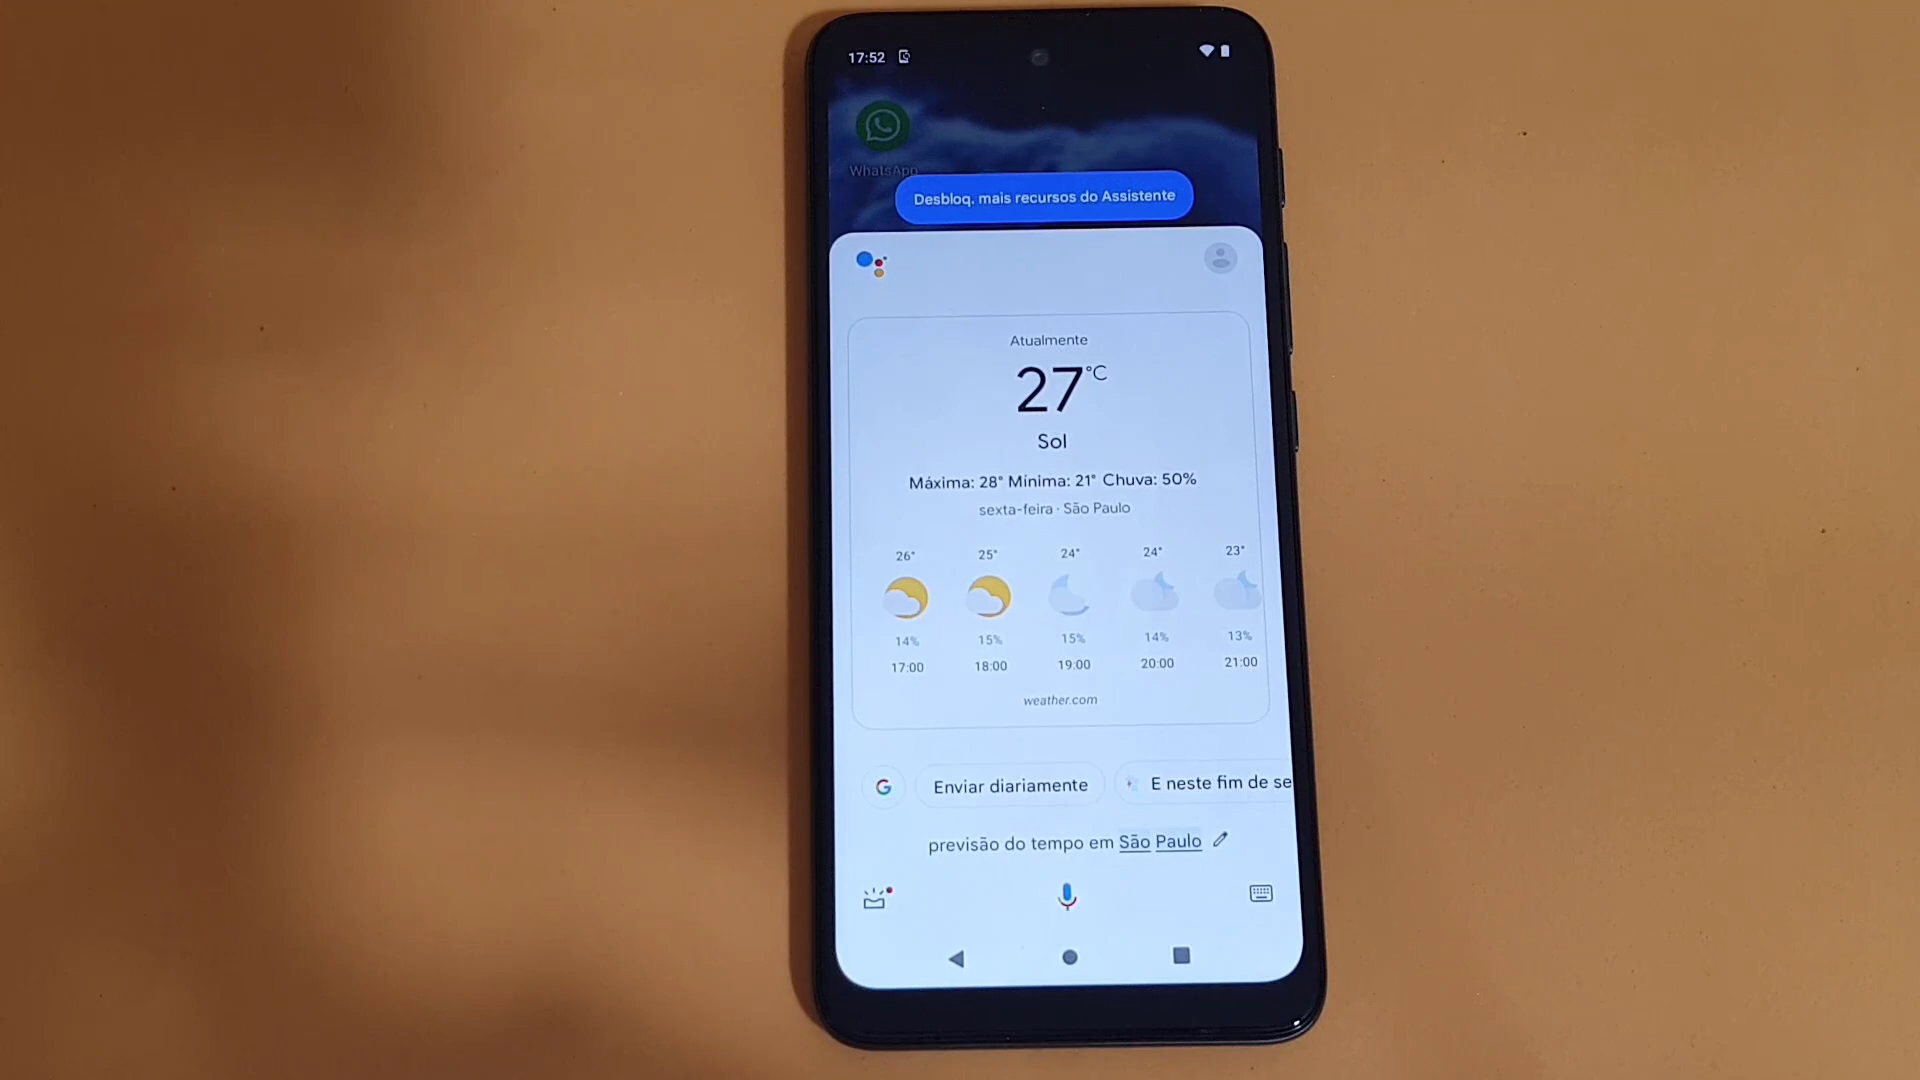 17:52
WhatsApp
Desbloq. mais recursos do Assistente
Atualmente
27°C
Sol
Máxima: 28° Mínima: 21° Chuva: 50%
sexta-feira · São Paulo
26° 25° 24° 24° 23°
14% 15% 15% 14% 13%
17:00 18:00 19:00 20:00 21:00
weather.com
G Enviar diariamente E neste fim de se
previsão do tempo em São Paulo